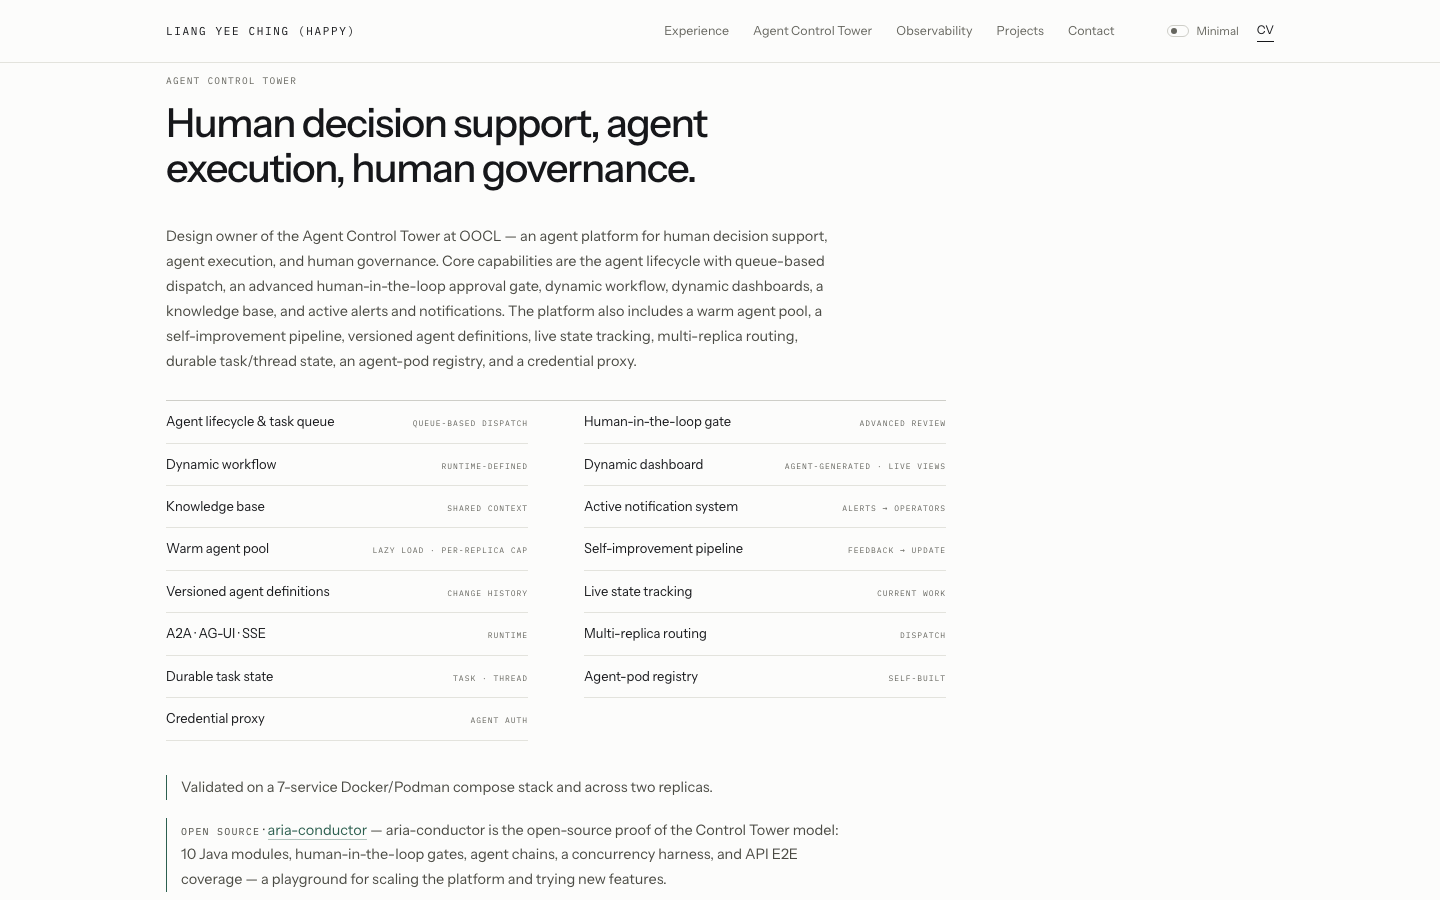 LIANG YEE CHING (HAPPY)
Experience
Agent Control Tower
Observability
Projects
Contact
Minimal
CV
AGENT CONTROL TOWER
Human decision support, agent
execution, human governance.
Design owner of the Agent Control Tower at OOCL — an agent platform for human decision support,
agent execution, and human governance. Core capabilities are the agent lifecycle with queue-based
dispatch, an advanced human-in-the-loop approval gate, dynamic workflow, dynamic dashboards, a
knowledge base, and active alerts and notifications. The platform also includes a warm agent pool, a
self-improvement pipeline, versioned agent definitions, live state tracking, multi-replica routing,
durable task/thread state, an agent-pod registry, and a credential proxy.
Agent lifecycle & task queue QUEUE-BASED DISPATCH
Human-in-the-loop gate ADVANCED REVIEW
Dynamic workflow RUNTIME-DEFINED
Dynamic dashboard AGENT-GENERATED · LIVE VIEWS
Knowledge base SHARED CONTEXT
Active notification system ALERTS → OPERATORS
Warm agent pool LAZY LOAD · PER-REPLICA CAP
Self-improvement pipeline FEEDBACK → UPDATE
Versioned agent definitions CHANGE HISTORY
Live state tracking CURRENT WORK
A2A · AG-UI · SSE RUNTIME
Multi-replica routing DISPATCH
Durable task state TASK · THREAD
Agent-pod registry SELF-BUILT
Credential proxy AGENT AUTH
Validated on a 7-service Docker/Podman compose stack and across two replicas.
OPEN SOURCE · aria-conductor — aria-conductor is the open-source proof of the Control Tower model:
10 Java modules, human-in-the-loop gates, agent chains, a concurrency harness, and API E2E
coverage — a playground for scaling the platform and trying new features.